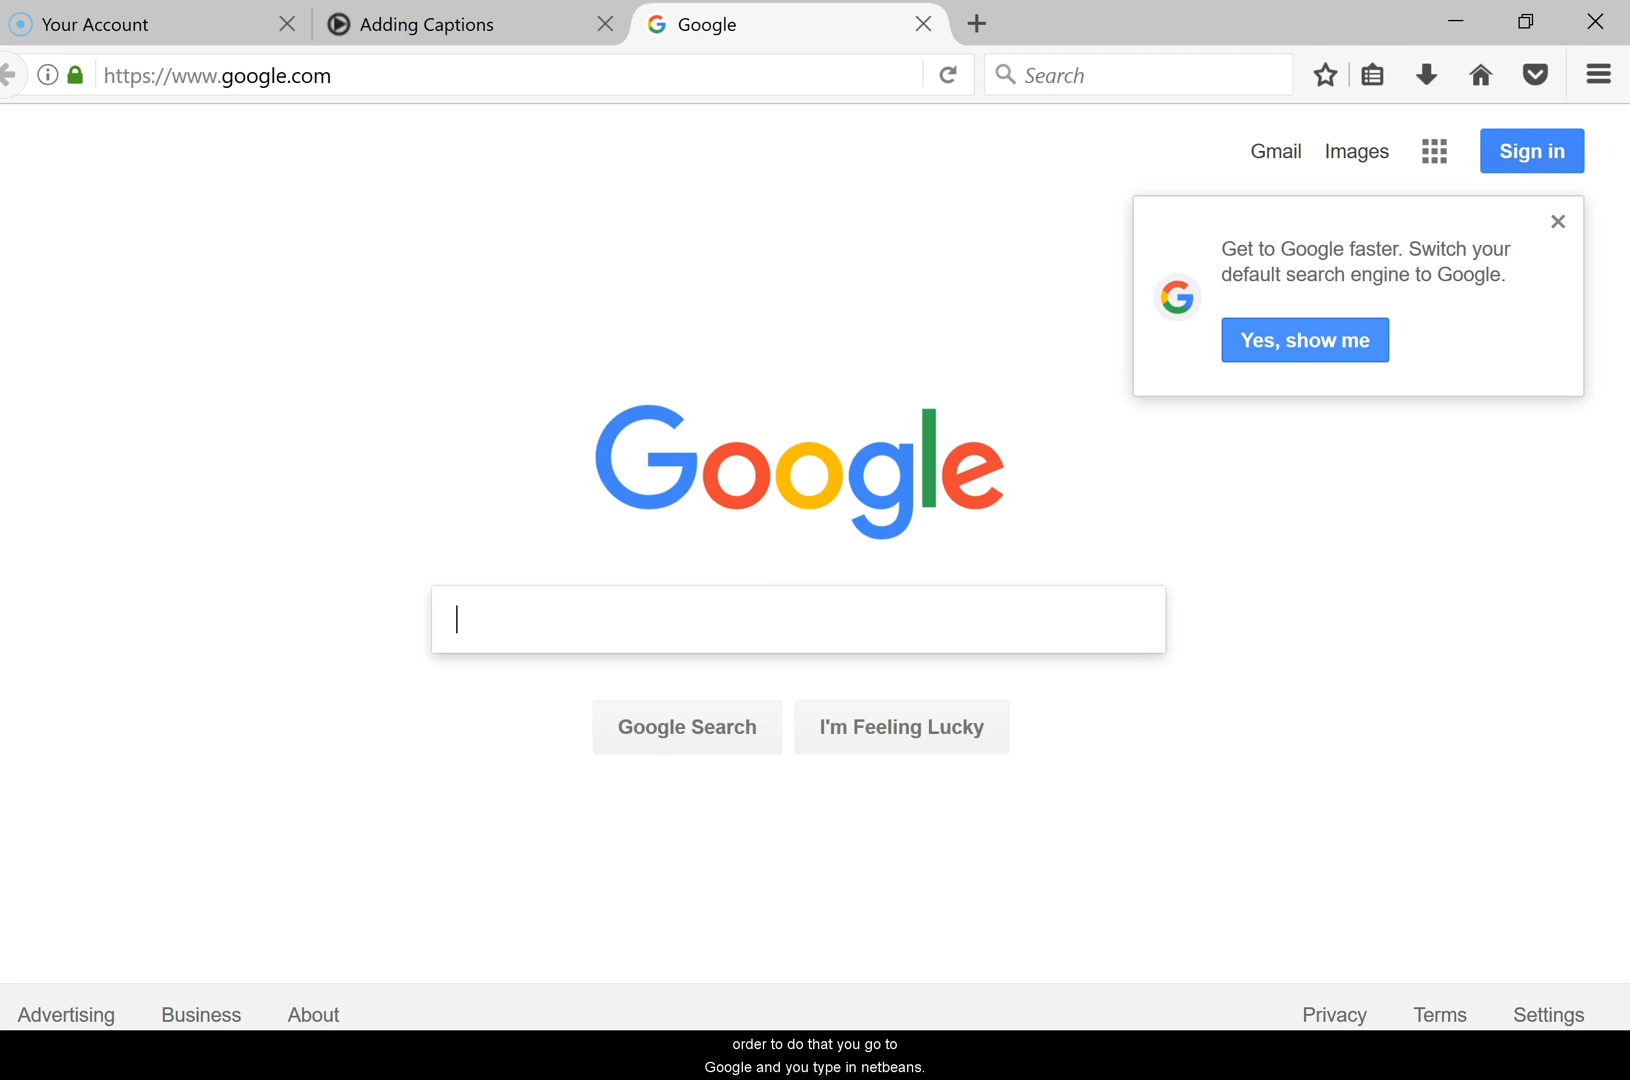 Your Account
Adding Captions
Google
https://www.google.com
Search
Gmail Images
Sign in
Get to Google faster. Switch your
default search engine to Google.
Yes, show me
Google
Google Search
I'm Feeling Lucky
Advertising Business About
Privacy Terms Settings
order to do that you go to
Google and you type in netbeans.